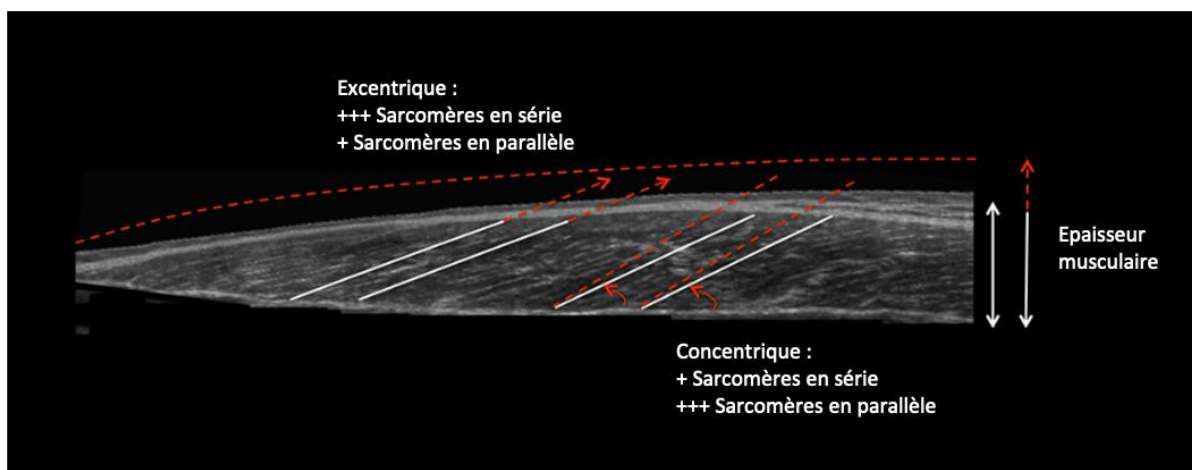 Excentrique :
+++ Sarcomères en série
+ Sarcomères en parallèle
Epaisseur
musculaire
Concentrique :
+ Sarcomères en série
+++ Sarcomères en parallèle